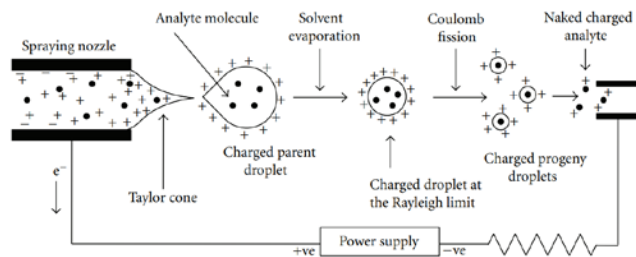 Spraying nozzle
Analyte molecule
Solvent
evaporation
Coulomb
fission
Naked charged
analyte
Charged parent
droplet
Charged droplet at
the Rayleigh limit
Charged progeny
droplets
Taylor cone
e⁻
+ve
Power supply
−ve